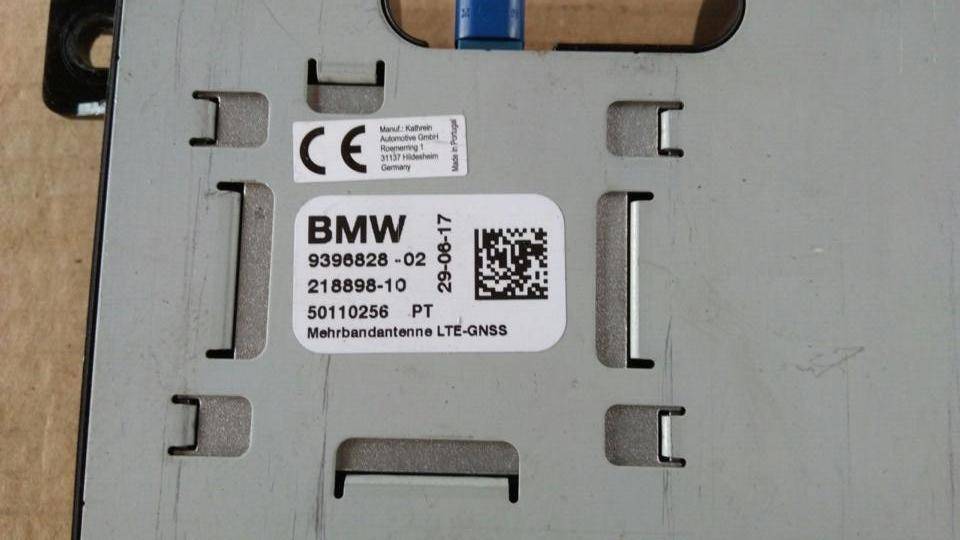 CE
Manuf.: Kathrein
Automotive GmbH
Roemerring 1
31137 Hildesheim
Germany
Made in Portugal
BMW
9396828 - 02
218898-10
50110256 PT
Mehrbandantenne LTE-GNSS
29-08-17